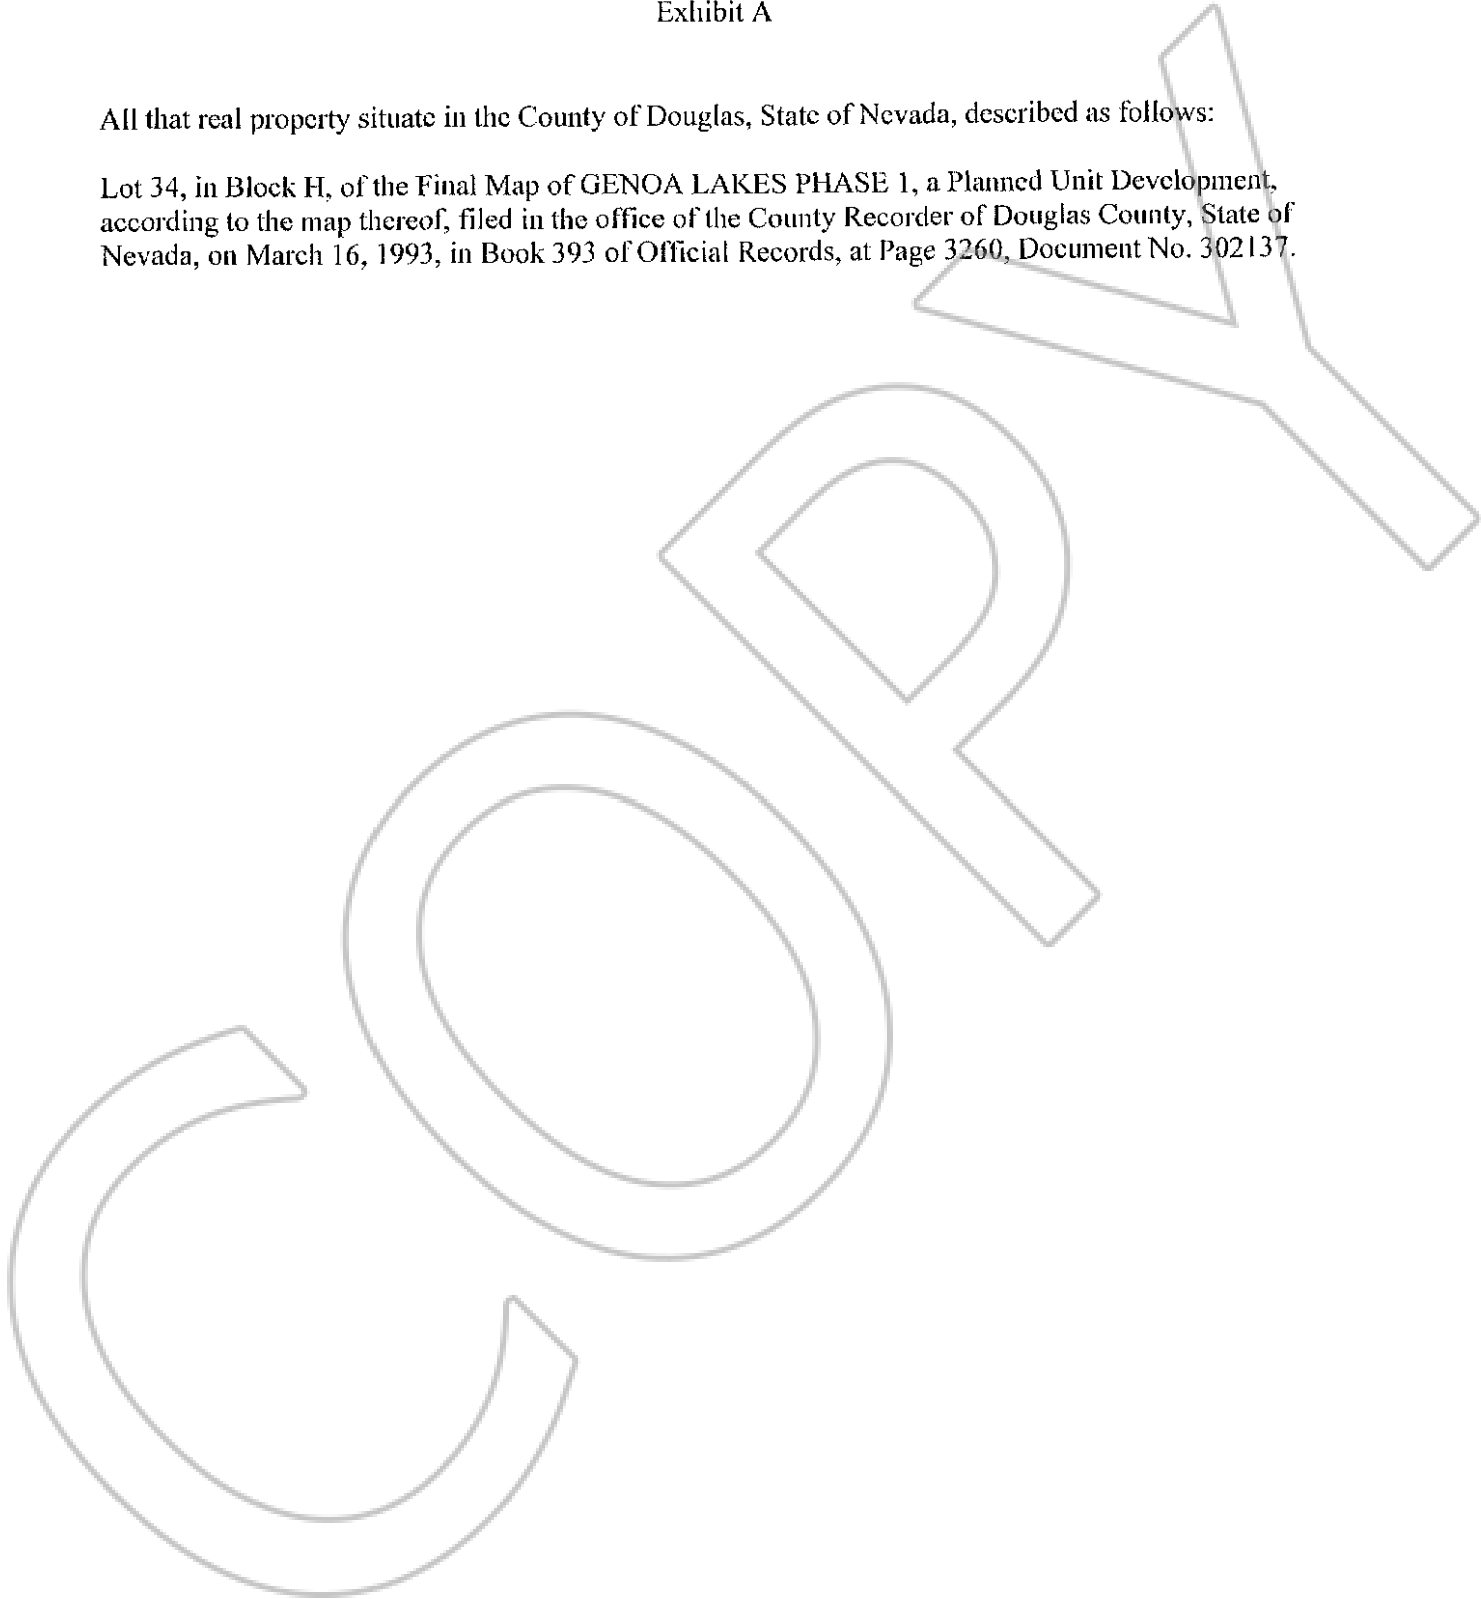 Exhibit A
All that real property situate in the County of Douglas, State of Nevada, described as follows:
Lot 34, in Block H, of the Final Map of GENOA LAKES PHASE 1, a Planned Unit Development,
according to the map thereof, filed in the office of the County Recorder of Douglas County, State of
Nevada, on March 16, 1993, in Book 393 of Official Records, at Page 3260, Document No. 302137.
COPY